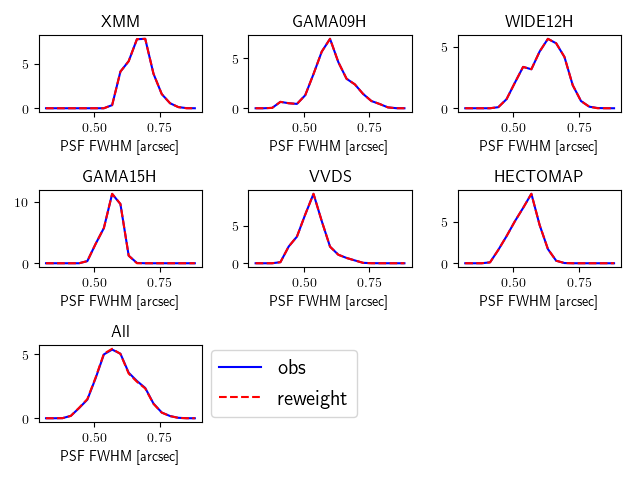 XMM
GAMA09H
WIDE12H
5
0
0.50 0.75
PSF FWHM [arcsec]
5
0
0.50 0.75
PSF FWHM [arcsec]
5
0
0.50 0.75
PSF FWHM [arcsec]
GAMA15H
VVDS
HECTOMAP
10
0
0.50 0.75
PSF FWHM [arcsec]
5
0
0.50 0.75
PSF FWHM [arcsec]
5
0
0.50 0.75
PSF FWHM [arcsec]
All
5
0
0.50 0.75
PSF FWHM [arcsec]
obs
reweight